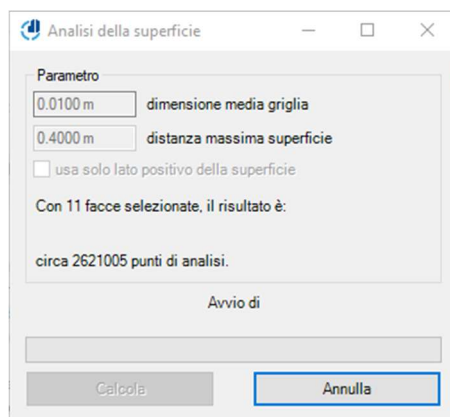 Analisi della superficie
Parametro
0.0100 m dimensione media griglia
0.4000 m distanza massima superficie
usa solo lato positivo della superficie
Con 11 facce selezionate, il risultato è:
circa 2621005 punti di analisi.
Avvio di
Calcola Annulla